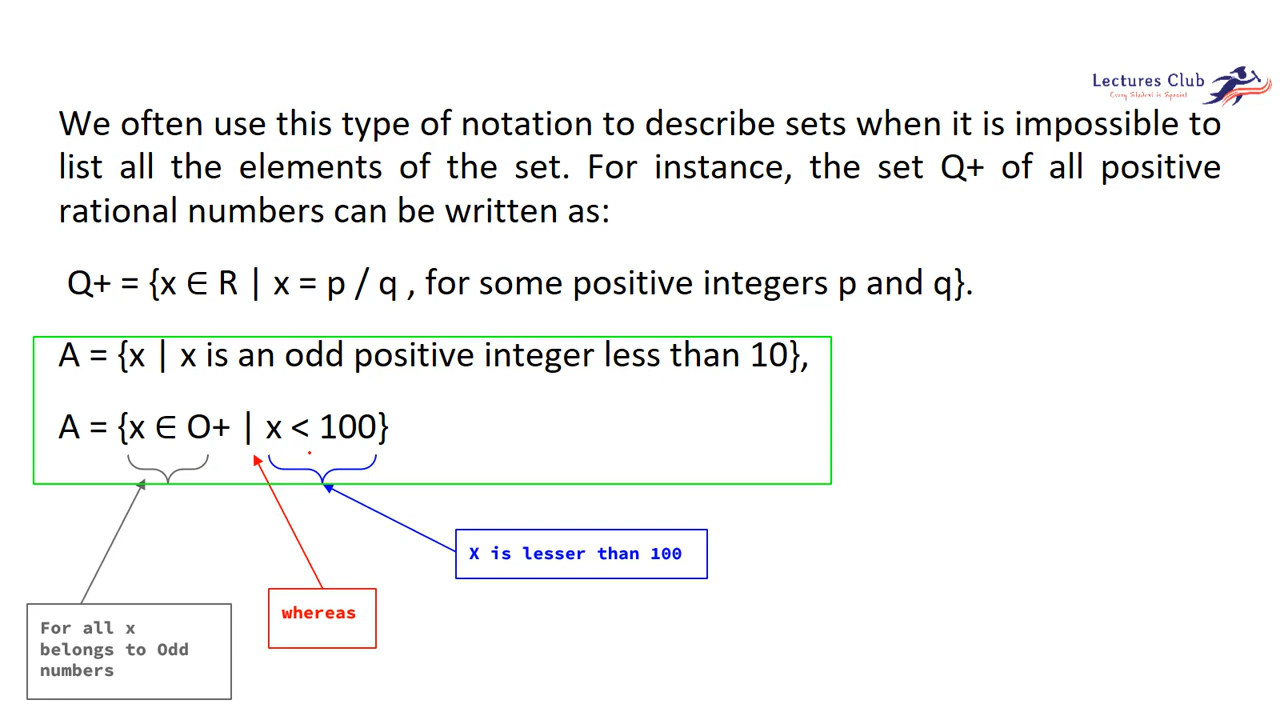 Lectures Club
Every Student is Special
We often use this type of notation to describe sets when it is impossible to
list all the elements of the set. For instance, the set Q+ of all positive
rational numbers can be written as:
Q+ = {x ∈ R | x = p / q , for some positive integers p and q}.
A = {x | x is an odd positive integer less than 10},
A = {x ∈ O+ | x < 100}
X is lesser than 100
whereas
For all x
belongs to Odd
numbers